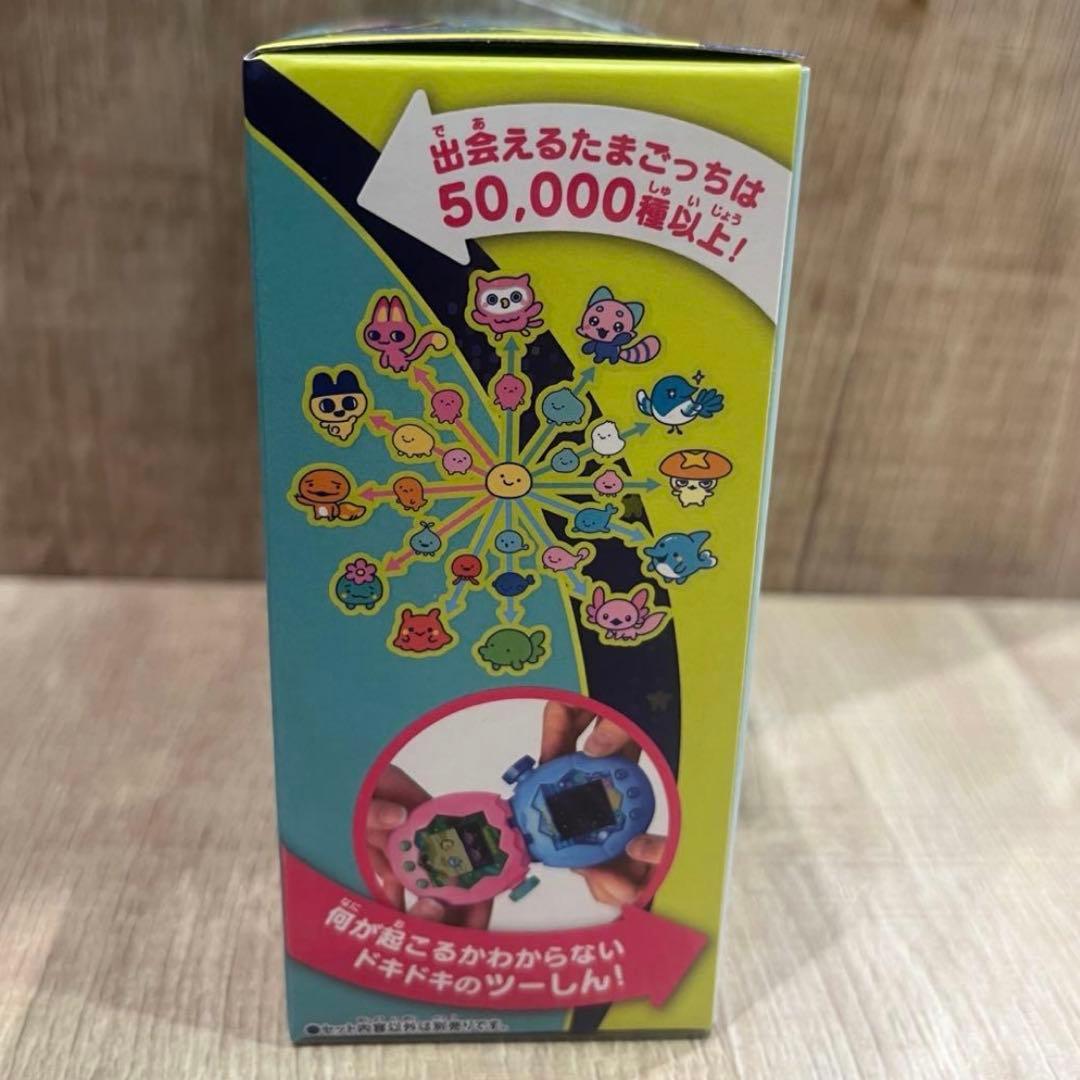 出会えるたまごっちは
50,000種以上!
何が起こるかわからない
ドキドキのツーしん!
●セット内容以外は別売りです。